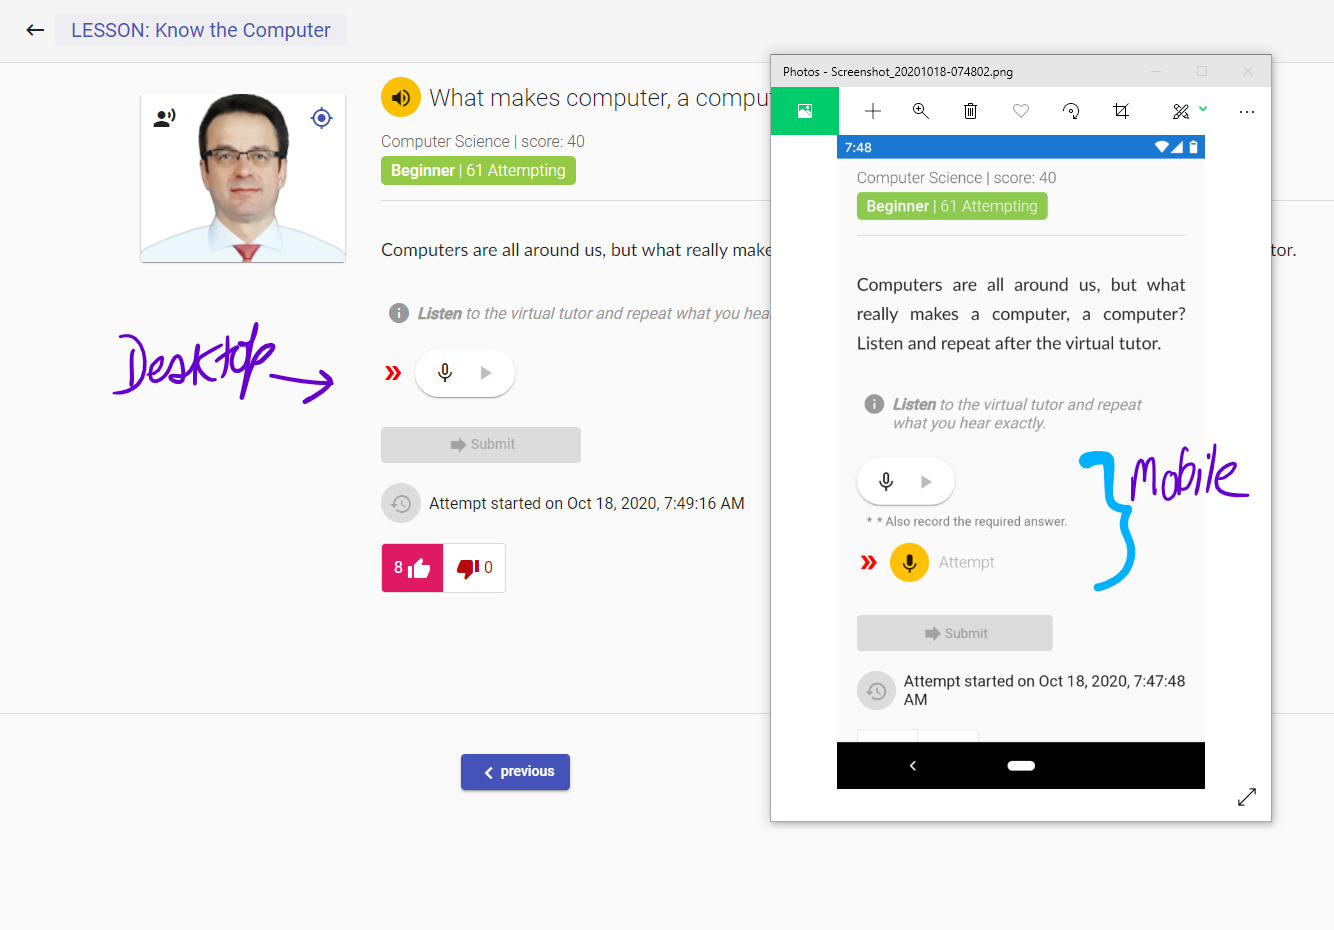 LESSON: Know the Computer
What makes computer, a compu
Computer Science | score: 40
Beginner | 61 Attempting
Computers are all around us, but what really make
tor.
Listen to the virtual tutor and repeat what you hea
Desktop
Submit
Attempt started on Oct 18, 2020, 7:49:16 AM
8
0
previous
Photos - Screenshot_20201018-074802.png
7:48
Computer Science | score: 40
Beginner | 61 Attempting
Computers are all around us, but what
really makes a computer, a computer?
Listen and repeat after the virtual tutor.
Listen to the virtual tutor and repeat
what you hear exactly.
Mobile
* * Also record the required answer.
Attempt
Submit
Attempt started on Oct 18, 2020, 7:47:48
AM